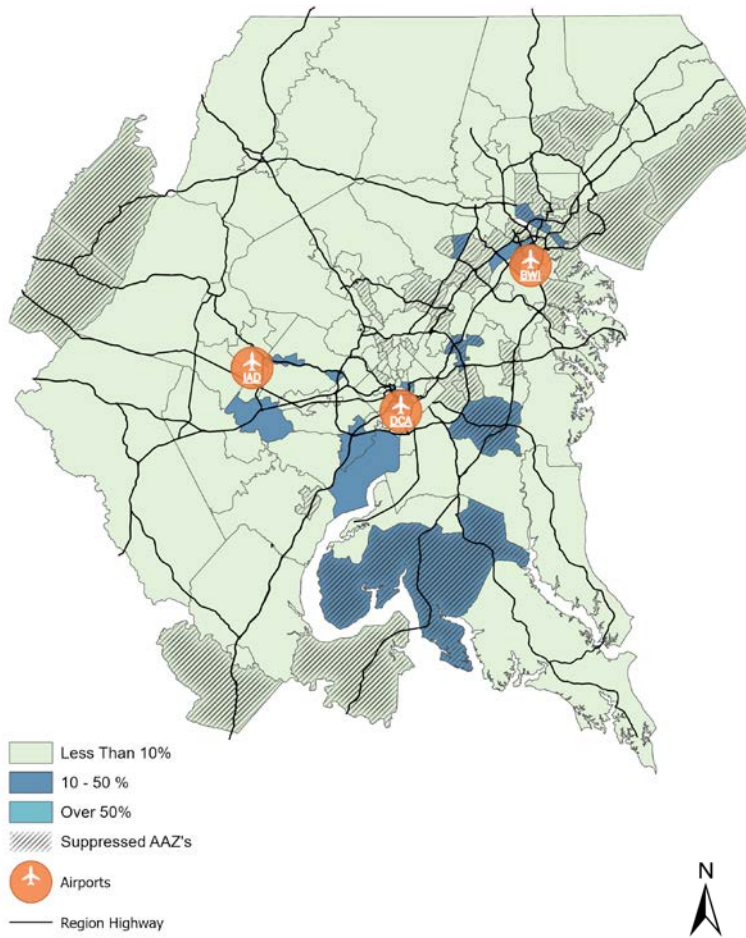 BWI
IAD
DCA
Less Than 10%
10 - 50 %
Over 50%
Suppressed AAZ's
Airports
Region Highway
N